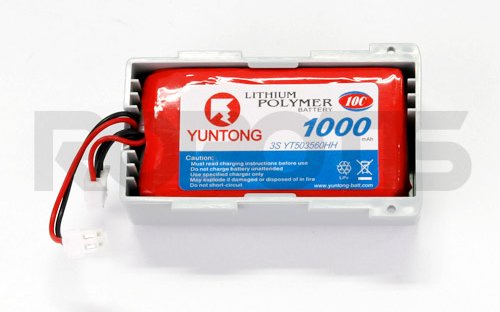 LITHIUM
POLYMER
BATTERY
10C
YUNTONG
1000 mAh
3S YT503560HH
Caution:
Must read charging instructions before use
Do not charge battery unattended
Use specified charger only
May explode if damaged or disposed of in fire
Do not short-circuit
www.yuntong-batt.com
Li-Po